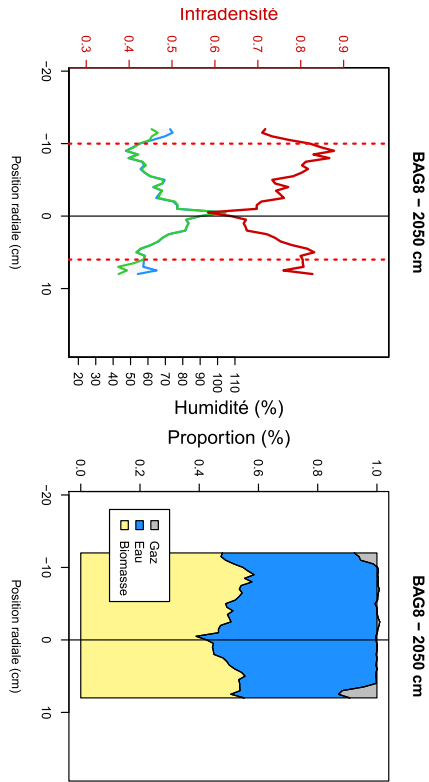 BAG8 − 2050 cm
Intradensité
0.3 0.4 0.5 0.6 0.7 0.8 0.9
−20 −10 0 10
Position radiale (cm)
20 30 40 50 60 70 80 90 100 110
Humidité (%)
BAG8 − 2050 cm
Proportion (%)
0.0 0.2 0.4 0.6 0.8 1.0
Gaz
Eau
Biomasse
−20 −10 0 10
Position radiale (cm)